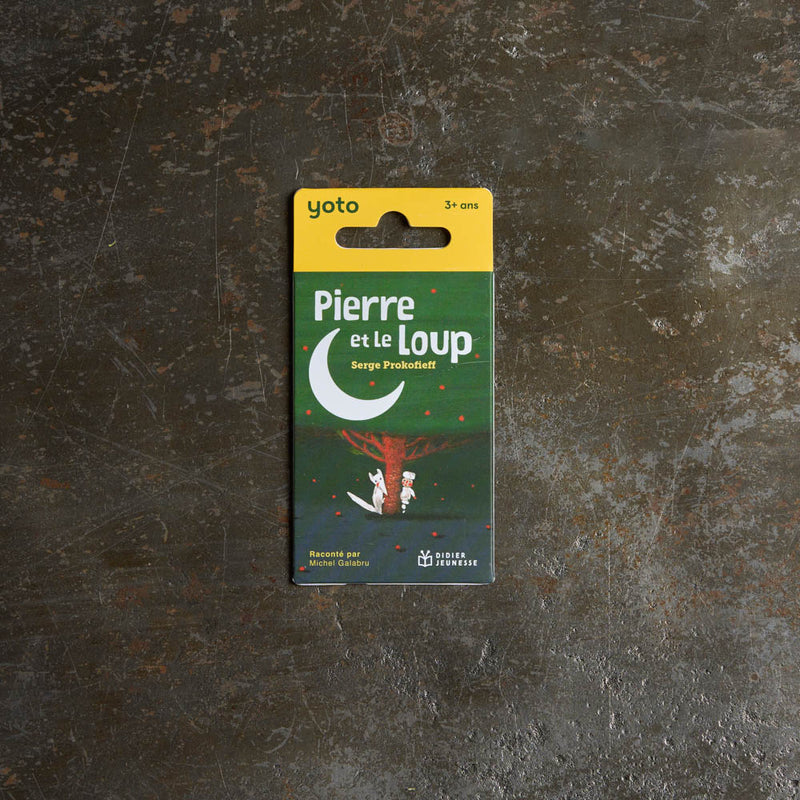 yoto 3+ ans
Pierre
et le Loup
Serge Prokofieff
Raconté par
Michel Galabru
DIDIER
JEUNESSE